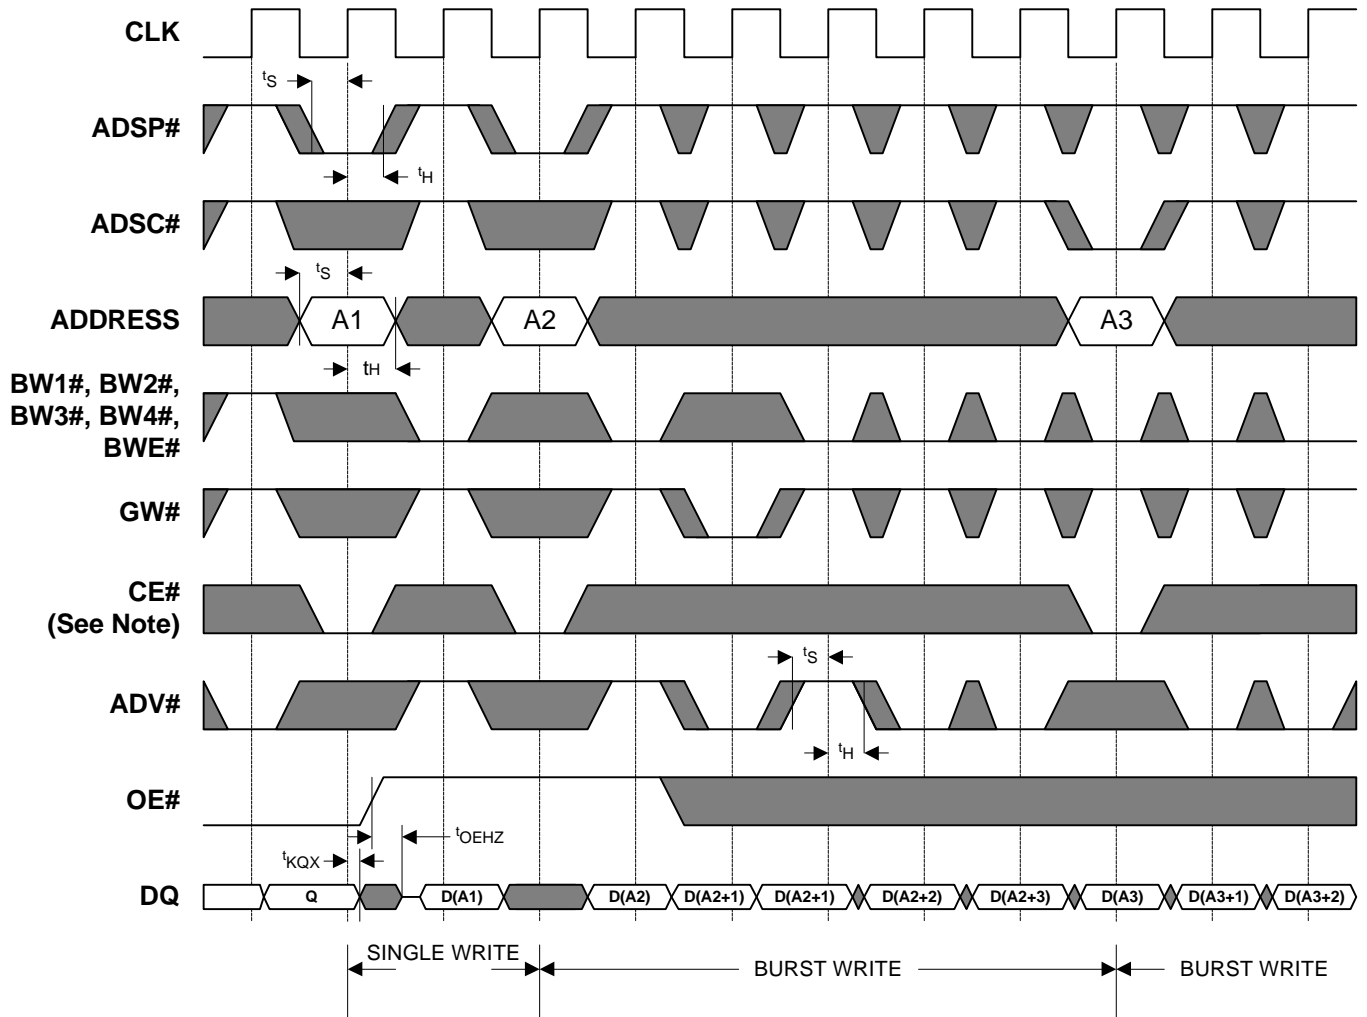 CLK
tS
ADSP#
tH
ADSC#
tS
ADDRESS
A1
A2
A3
tH
BW1#, BW2#,
BW3#, BW4#,
BWE#
GW#
CE#
(See Note)
tS
ADV#
tH
OE#
tOEHZ
tKQX
DQ
Q
D(A1)
D(A2)
D(A2+1)
D(A2+1)
D(A2+2)
D(A2+3)
D(A3)
D(A3+1)
D(A3+2)
SINGLE WRITE
BURST WRITE
BURST WRITE